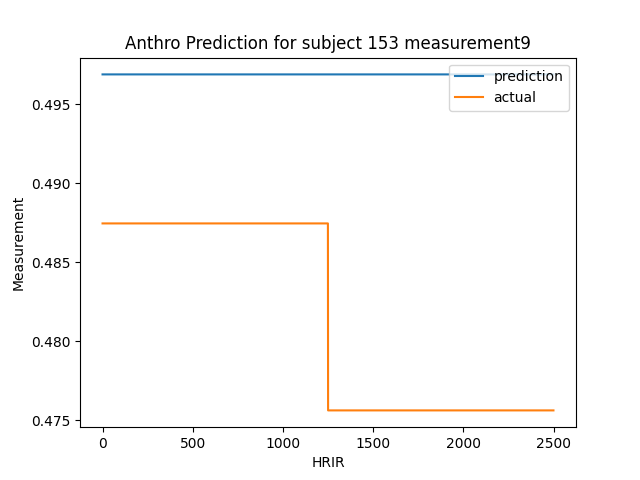 Anthro Prediction for subject 153 measurement9
prediction
actual
0.495
0.490
0.485
0.480
0.475
Measurement
0
500
1000
1500
2000
2500
HRIR